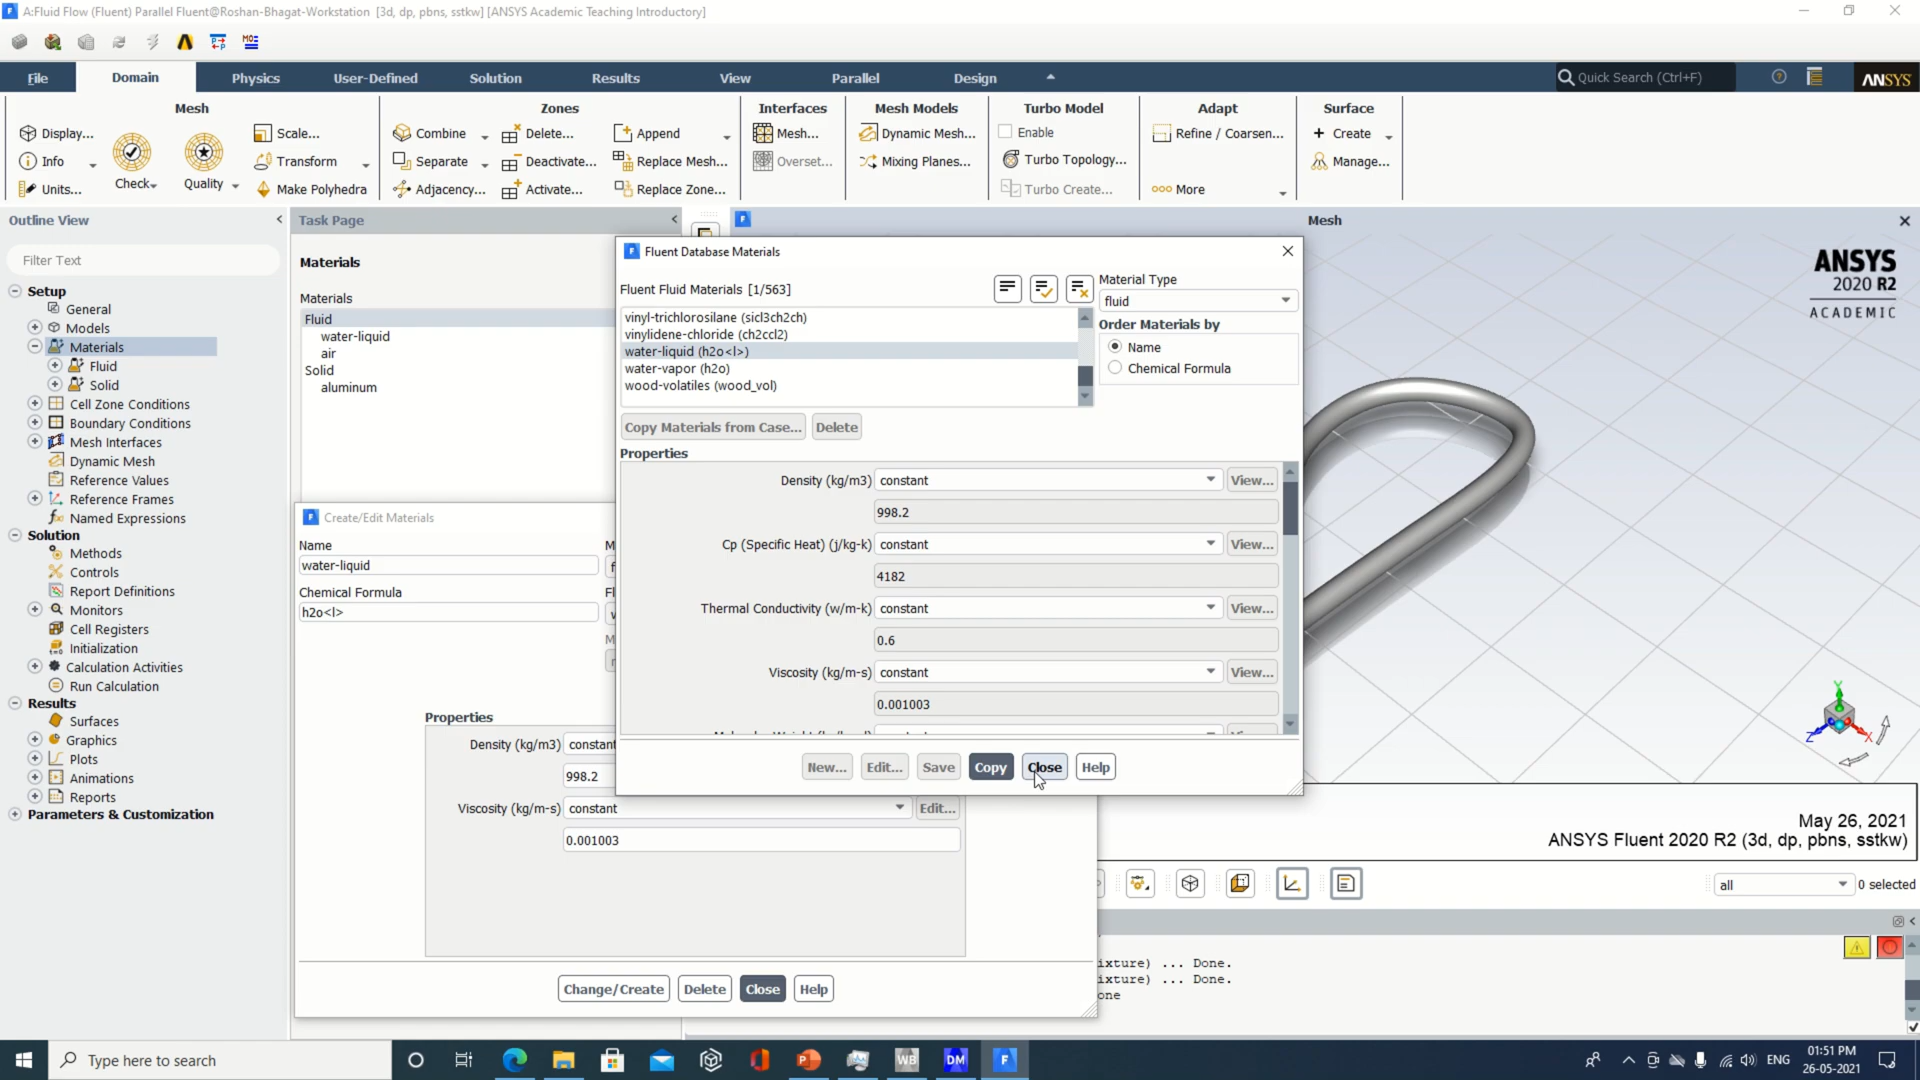 A:Fluid Flow (Fluent) Parallel Fluent@Roshan-Bhagat-Workstation [3d, dp, pbns, sstkw] [ANSYS Academic Teaching Introductory]
File Domain Physics User-Defined Solution Results View Parallel Design Quick Search (Ctrl+F) ANSYS
Mesh Zones Interfaces Mesh Models Turbo Model Adapt Surface
Display... Scale... Combine Delete... Append Mesh... Dynamic Mesh... Enable Refine / Coarsen... Create
Info Transform Separate Deactivate... Replace Mesh... Overset... Mixing Planes... Turbo Topology... Manage...
Check Quality
Units... Make Polyhedra Adjacency... Activate... Replace Zone... Turbo Create... More
Outline View
Filter Text
Setup
General
Models
Materials
Fluid
Solid
Cell Zone Conditions
Boundary Conditions
Mesh Interfaces
Dynamic Mesh
Reference Values
Reference Frames
Named Expressions
Solution
Methods
Controls
Report Definitions
Monitors
Cell Registers
Initialization
Calculation Activities
Run Calculation
Results
Surfaces
Graphics
Plots
Animations
Reports
Parameters & Customization
Task Page
Materials
Materials
Fluid
water-liquid
air
Solid
aluminum
Create/Edit Materials
Name
water-liquid
Chemical Formula
h2o<l>
Properties
Density (kg/m3) constant
998.2
Viscosity (kg/m-s) constant Edit...
0.001003
Change/Create Delete Close Help
Fluent Database Materials
Fluent Fluid Materials [1/563]
vinyl-trichlorosilane (sicl3ch2ch)
vinylidene-chloride (ch2ccl2)
water-liquid (h2o<l>)
water-vapor (h2o)
wood-volatiles (wood_vol)
Material Type
fluid
Order Materials by
Name
Chemical Formula
Copy Materials from Case... Delete
Properties
Density (kg/m3) constant View...
998.2
Cp (Specific Heat) (j/kg-k) constant View...
4182
Thermal Conductivity (w/m-k) constant View...
0.6
Viscosity (kg/m-s) constant View...
0.001003
New... Edit... Save Copy Close Help
Mesh
ANSYS
2020 R2
ACADEMIC
Y
Z X
May 26, 2021
ANSYS Fluent 2020 R2 (3d, dp, pbns, sstkw)
all 0 selected
ixture) ... Done.
ixture) ... Done.
one
Type here to search
WB DM F
ENG
01:51 PM
26-05-2021